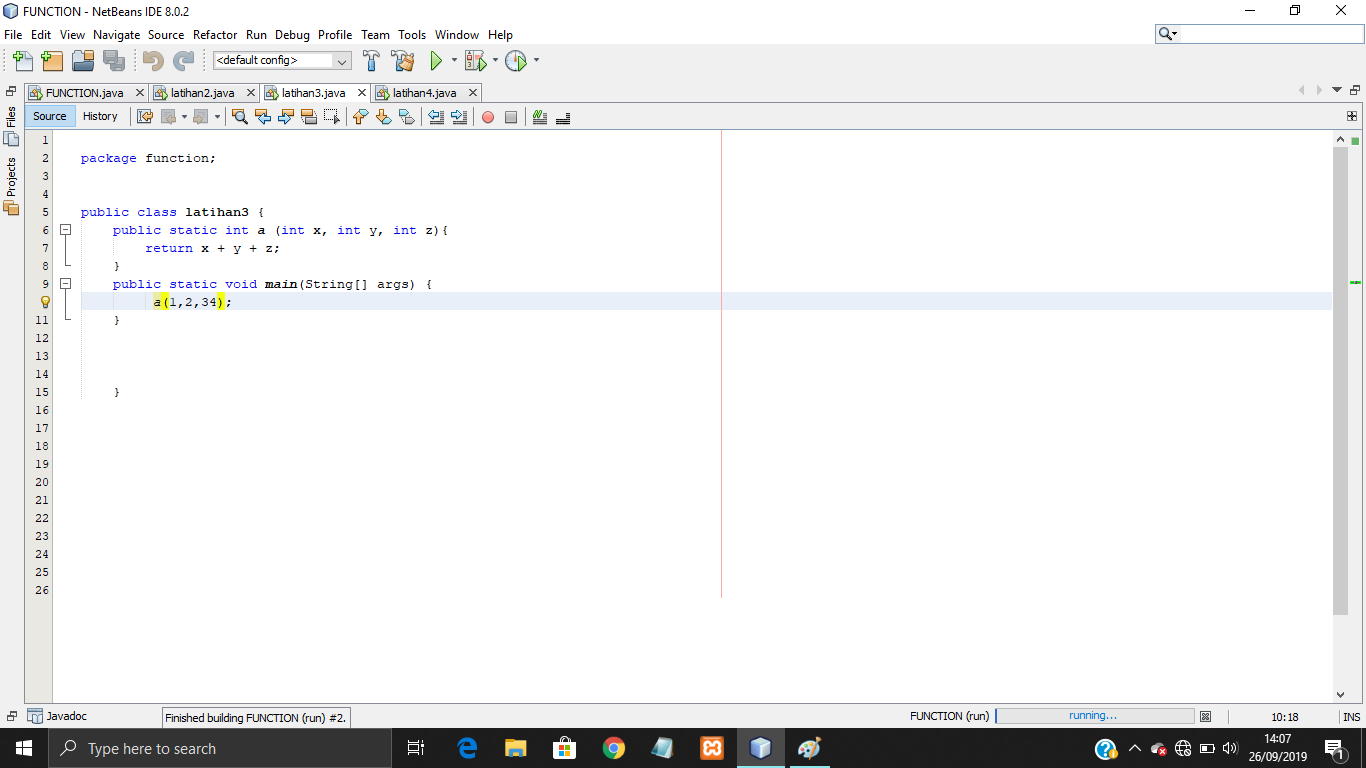 FUNCTION - NetBeans IDE 8.0.2
File Edit View Navigate Source Refactor Run Debug Profile Team Tools Window Help
<default config>
FUNCTION.java latihan2.java latihan3.java latihan4.java
Source History
Files
Projects
1
2 package function;
3
4
5 public class latihan3 {
6 public static int a (int x, int y, int z){
7 return x + y + z;
8 }
9 public static void main(String[] args) {
a(1,2,34);
11 }
12
13
14
15 }
16
17
18
19
20
21
22
23
24
25
26
Javadoc Finished building FUNCTION (run) #2. FUNCTION (run) running... 10:18 INS
Type here to search
14:07
26/09/2019
1